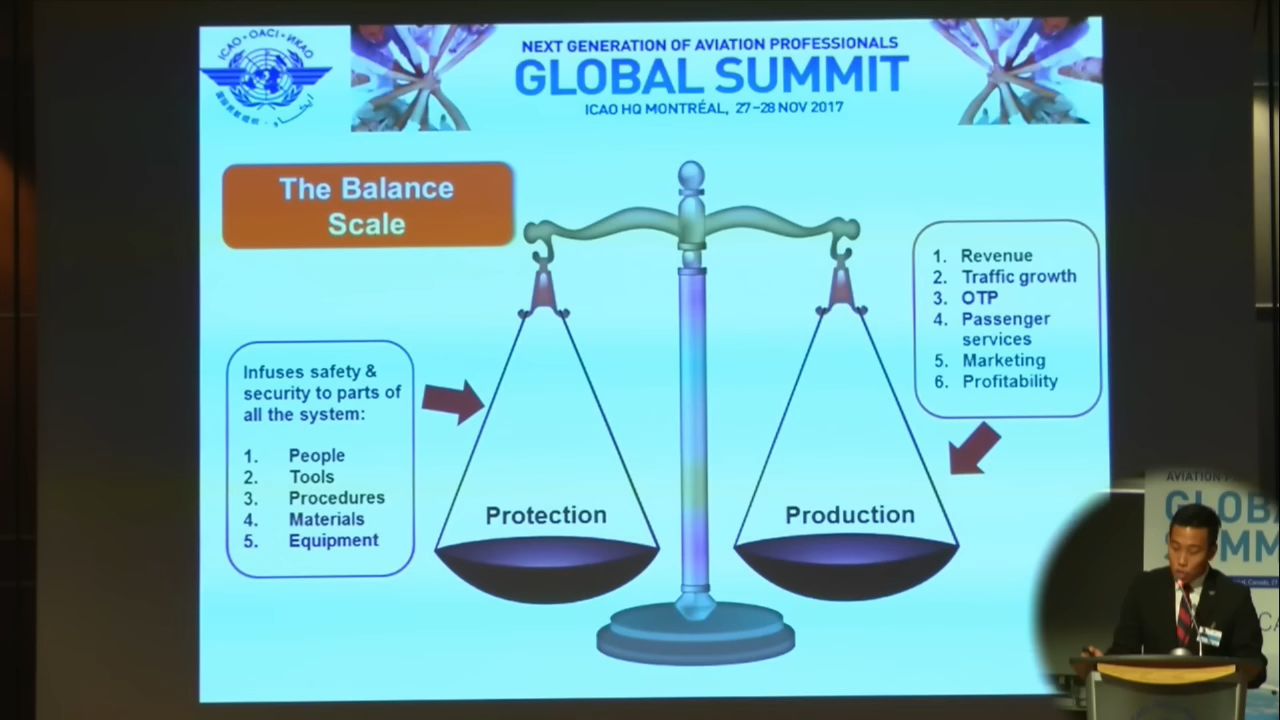 ICAO • OACI • ИКАО
NEXT GENERATION OF AVIATION PROFESSIONALS
GLOBAL SUMMIT
ICAO HQ MONTRÉAL, 27–28 NOV 2017
The Balance
Scale
1. Revenue
2. Traffic growth
3. OTP
4. Passenger
services
5. Marketing
6. Profitability
Infuses safety &
security to parts of
all the system:
1. People
2. Tools
3. Procedures
4. Materials
5. Equipment
Protection
Production
AVIATION
GLOB
MM